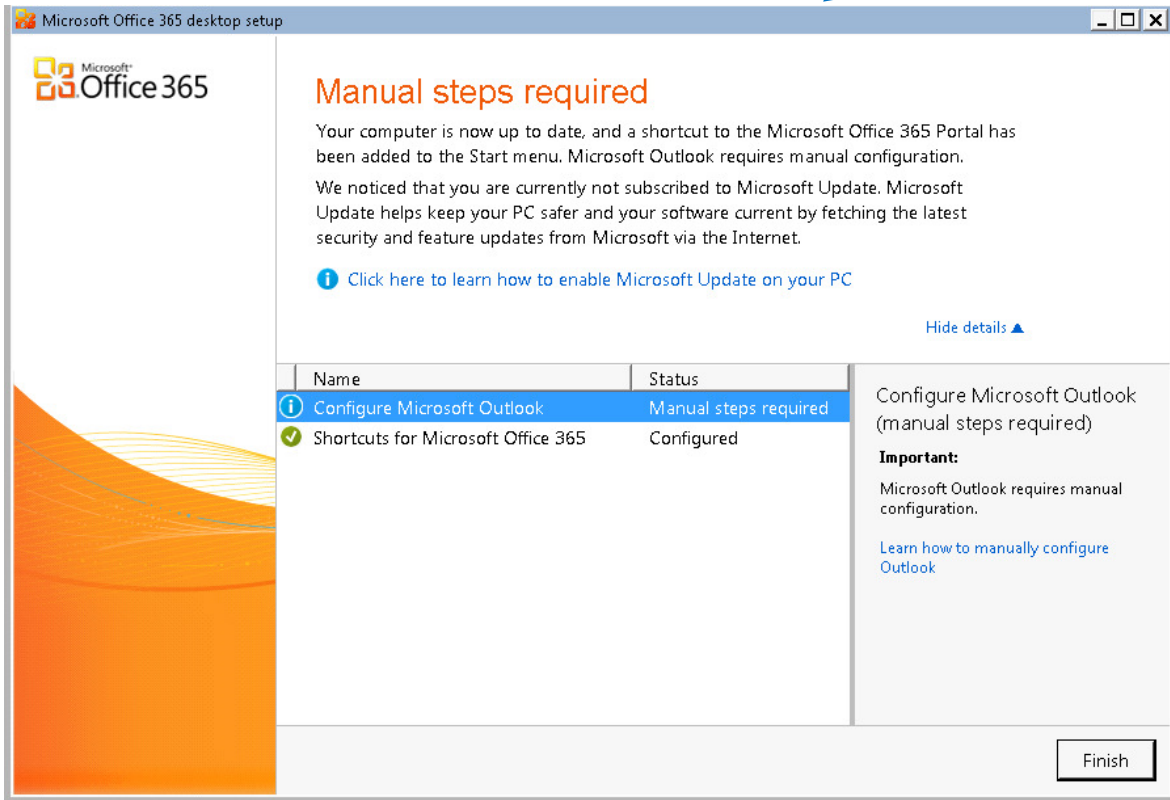 Microsoft Office 365 desktop setup
Microsoft®
Office 365
Manual steps required
Your computer is now up to date, and a shortcut to the Microsoft Office 365 Portal has
been added to the Start menu. Microsoft Outlook requires manual configuration.
We noticed that you are currently not subscribed to Microsoft Update. Microsoft
Update helps keep your PC safer and your software current by fetching the latest
security and feature updates from Microsoft via the Internet.
Click here to learn how to enable Microsoft Update on your PC
Hide details
Name Status
Configure Microsoft Outlook Manual steps required
Shortcuts for Microsoft Office 365 Configured
Configure Microsoft Outlook
(manual steps required)
Important:
Microsoft Outlook requires manual
configuration.
Learn how to manually configure
Outlook
Finish